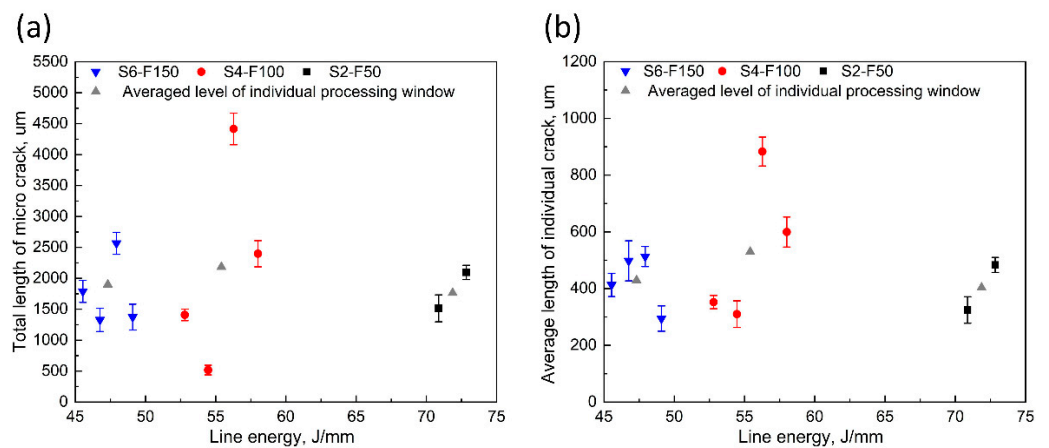 (a)
5500
5000
4500
4000
3500
3000
2500
2000
1500
1000
500
0
Total length of micro crack, um
S6-F150 S4-F100 S2-F50
Averaged level of individual processing window
45 50 55 60 65 70 75
Line energy, J/mm
(b)
1200
1000
800
600
400
200
0
Average length of individual crack, um
S6-F150 S4-F100 S2-F50
Averaged level of individual processing window
45 50 55 60 65 70 75
Line energy, J/mm